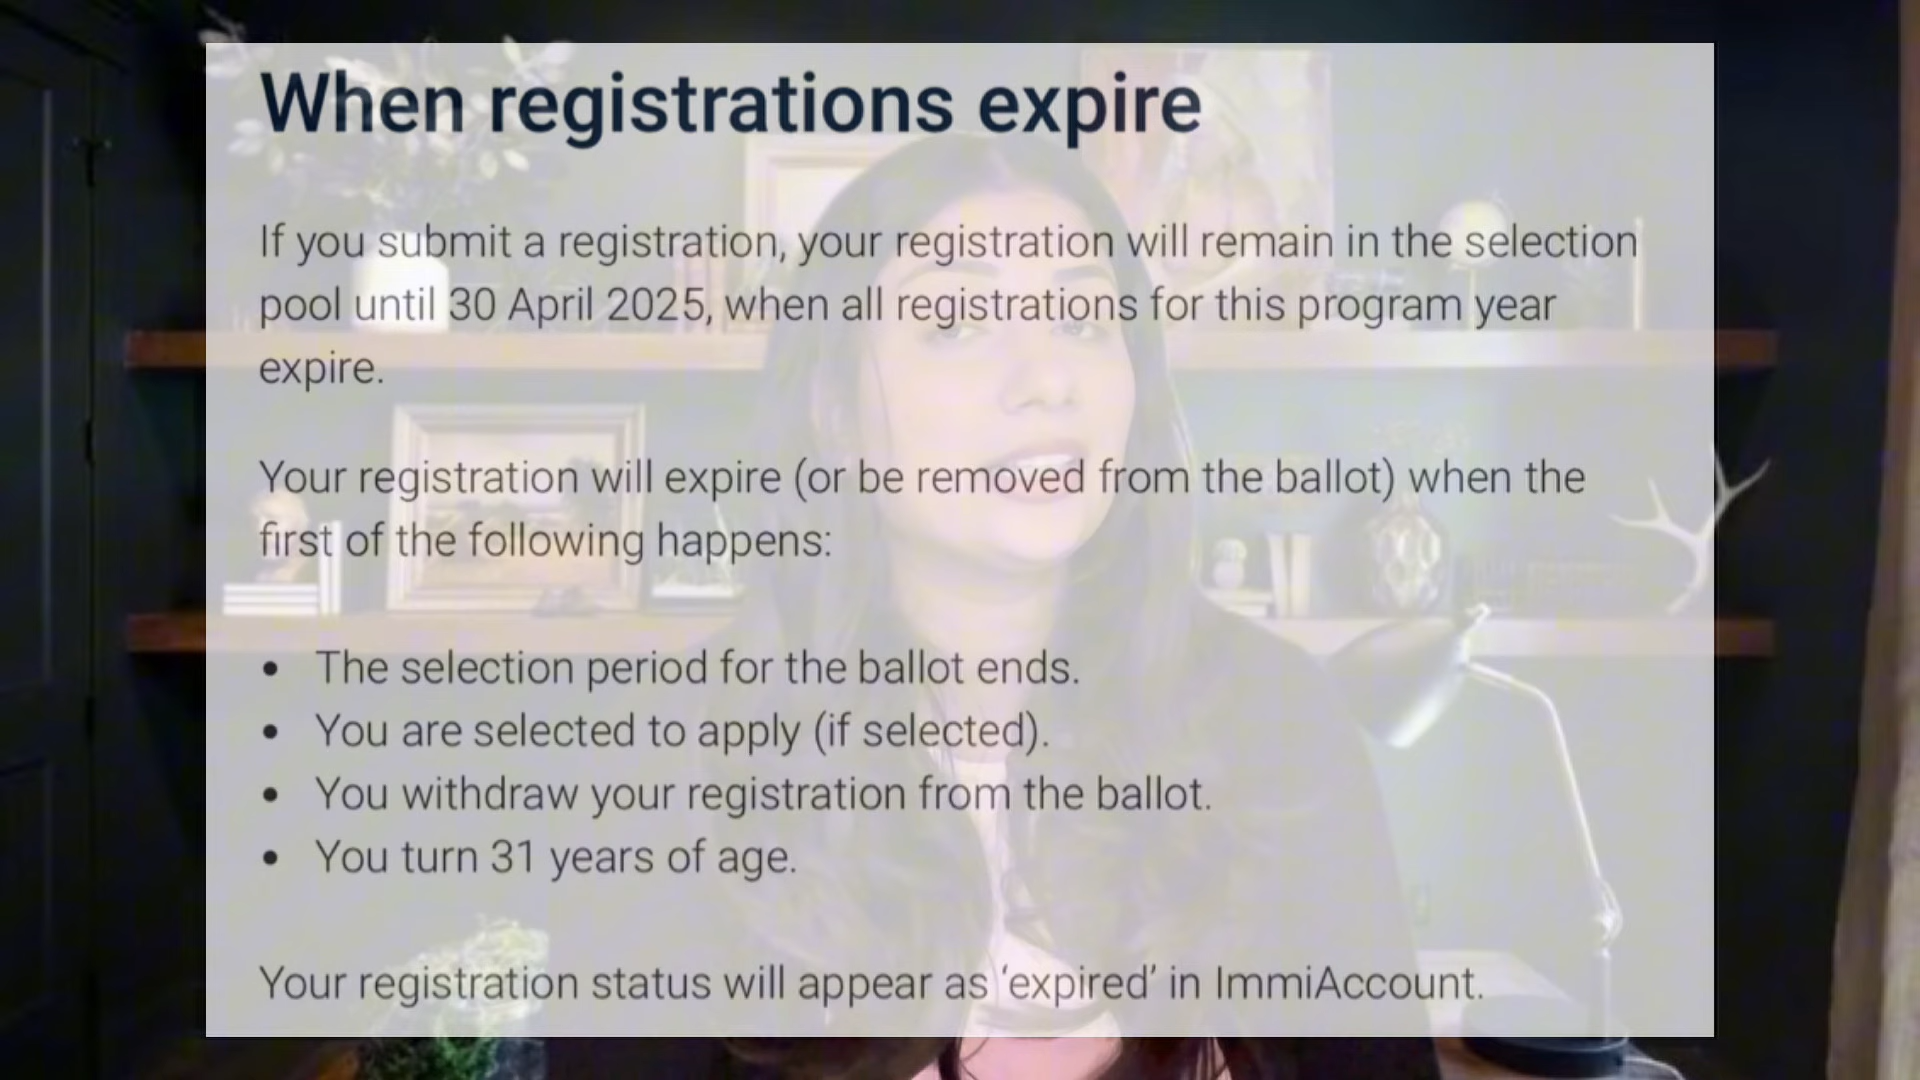 When registrations expire
If you submit a registration, your registration will remain in the selection
pool until 30 April 2025, when all registrations for this program year
expire.
Your registration will expire (or be removed from the ballot) when the
first of the following happens:
• The selection period for the ballot ends.
• You are selected to apply (if selected).
• You withdraw your registration from the ballot.
• You turn 31 years of age.
Your registration status will appear as ‘expired’ in ImmiAccount.